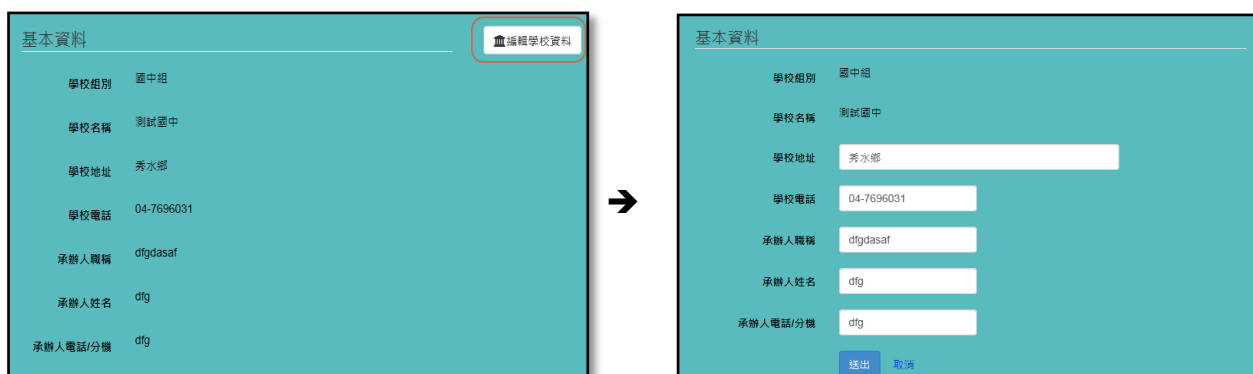 基本資料
編輯學校資料
學校組別 國中組
學校名稱 測試國中
學校地址 秀水鄉
學校電話 04-7696031
承辦人職稱 dfgdasaf
承辦人姓名 dfg
承辦人電話/分機 dfg
➔
基本資料
學校組別 國中組
學校名稱 測試國中
學校地址 秀水鄉
學校電話 04-7696031
承辦人職稱 dfgdasaf
承辦人姓名 dfg
承辦人電話/分機 dfg
送出 取消